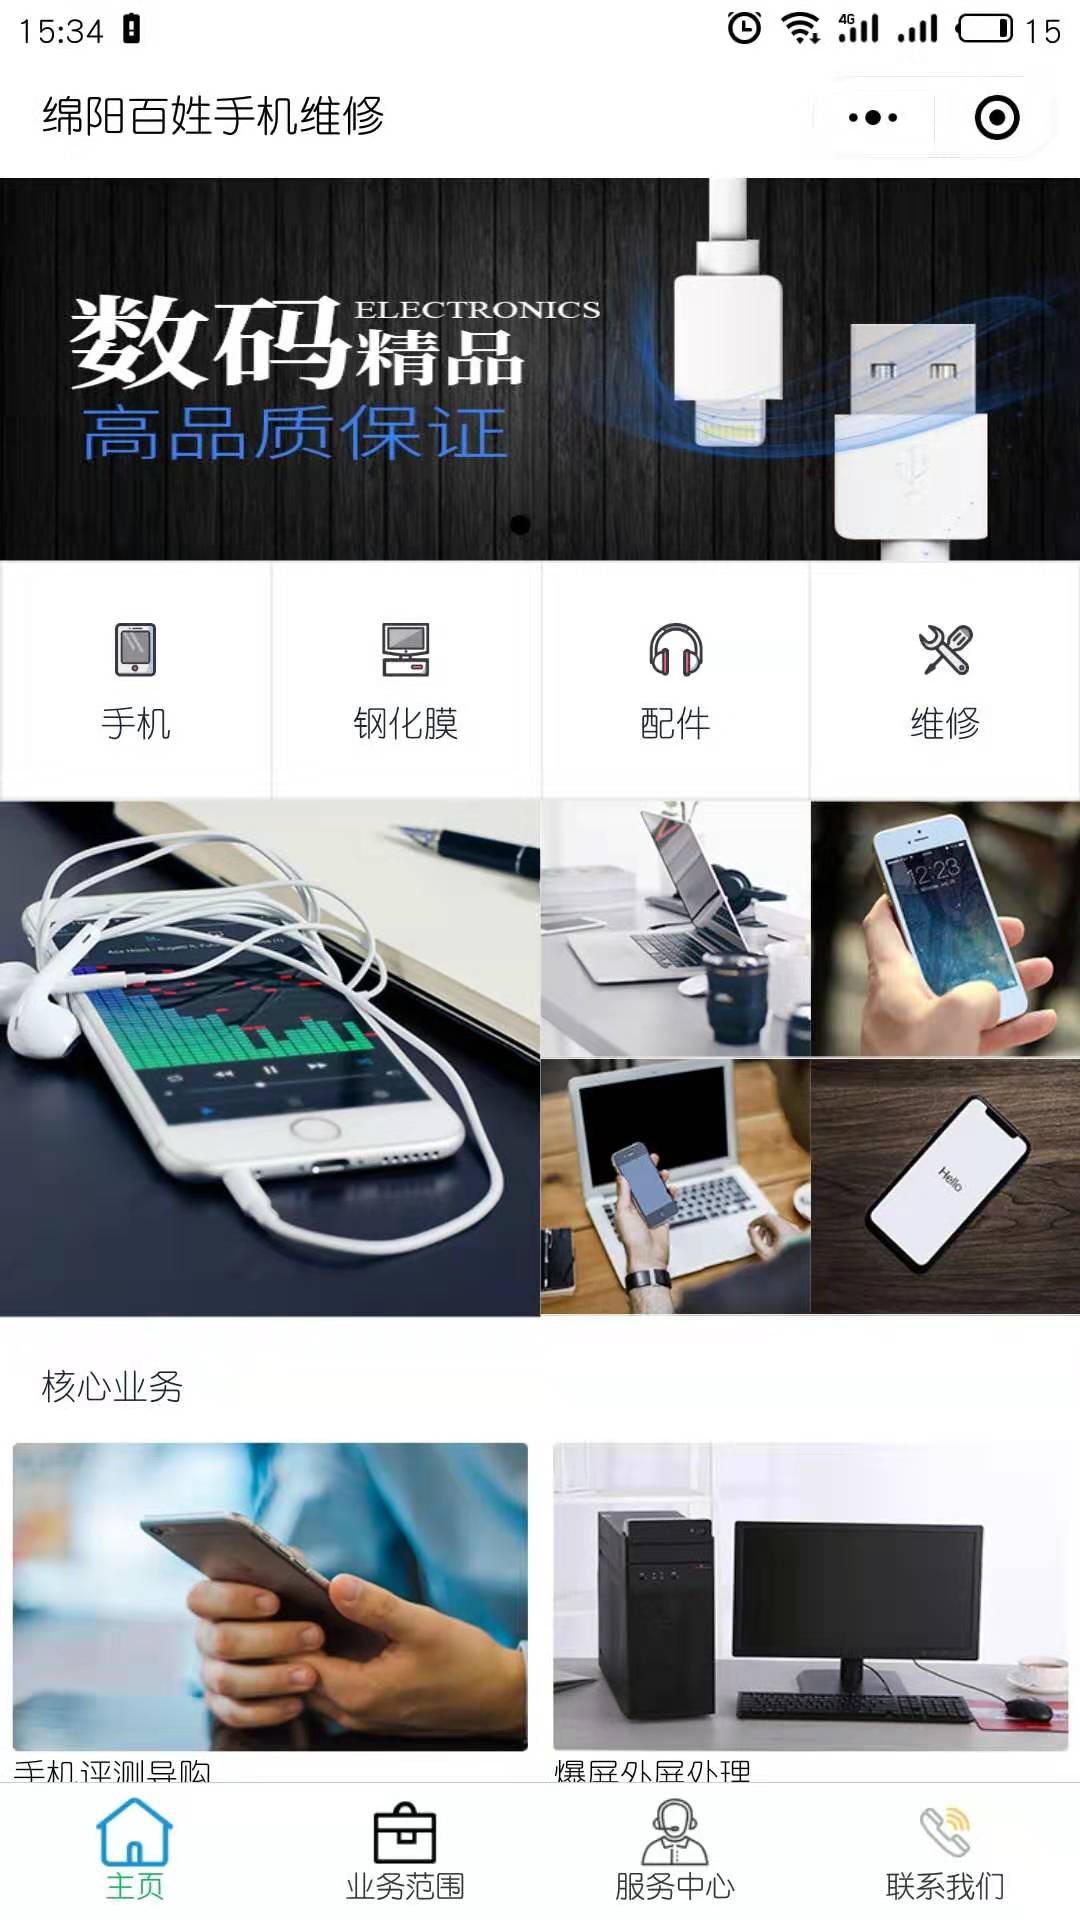 15:34
4G
15
绵阳百姓手机维修
数码
ELECTRONICS
精品
高品质保证
手机
钢化膜
配件
维修
12:23
Hello
核心业务
手机评测导购
爆屏外屏处理
主页
业务范围
服务中心
联系我们